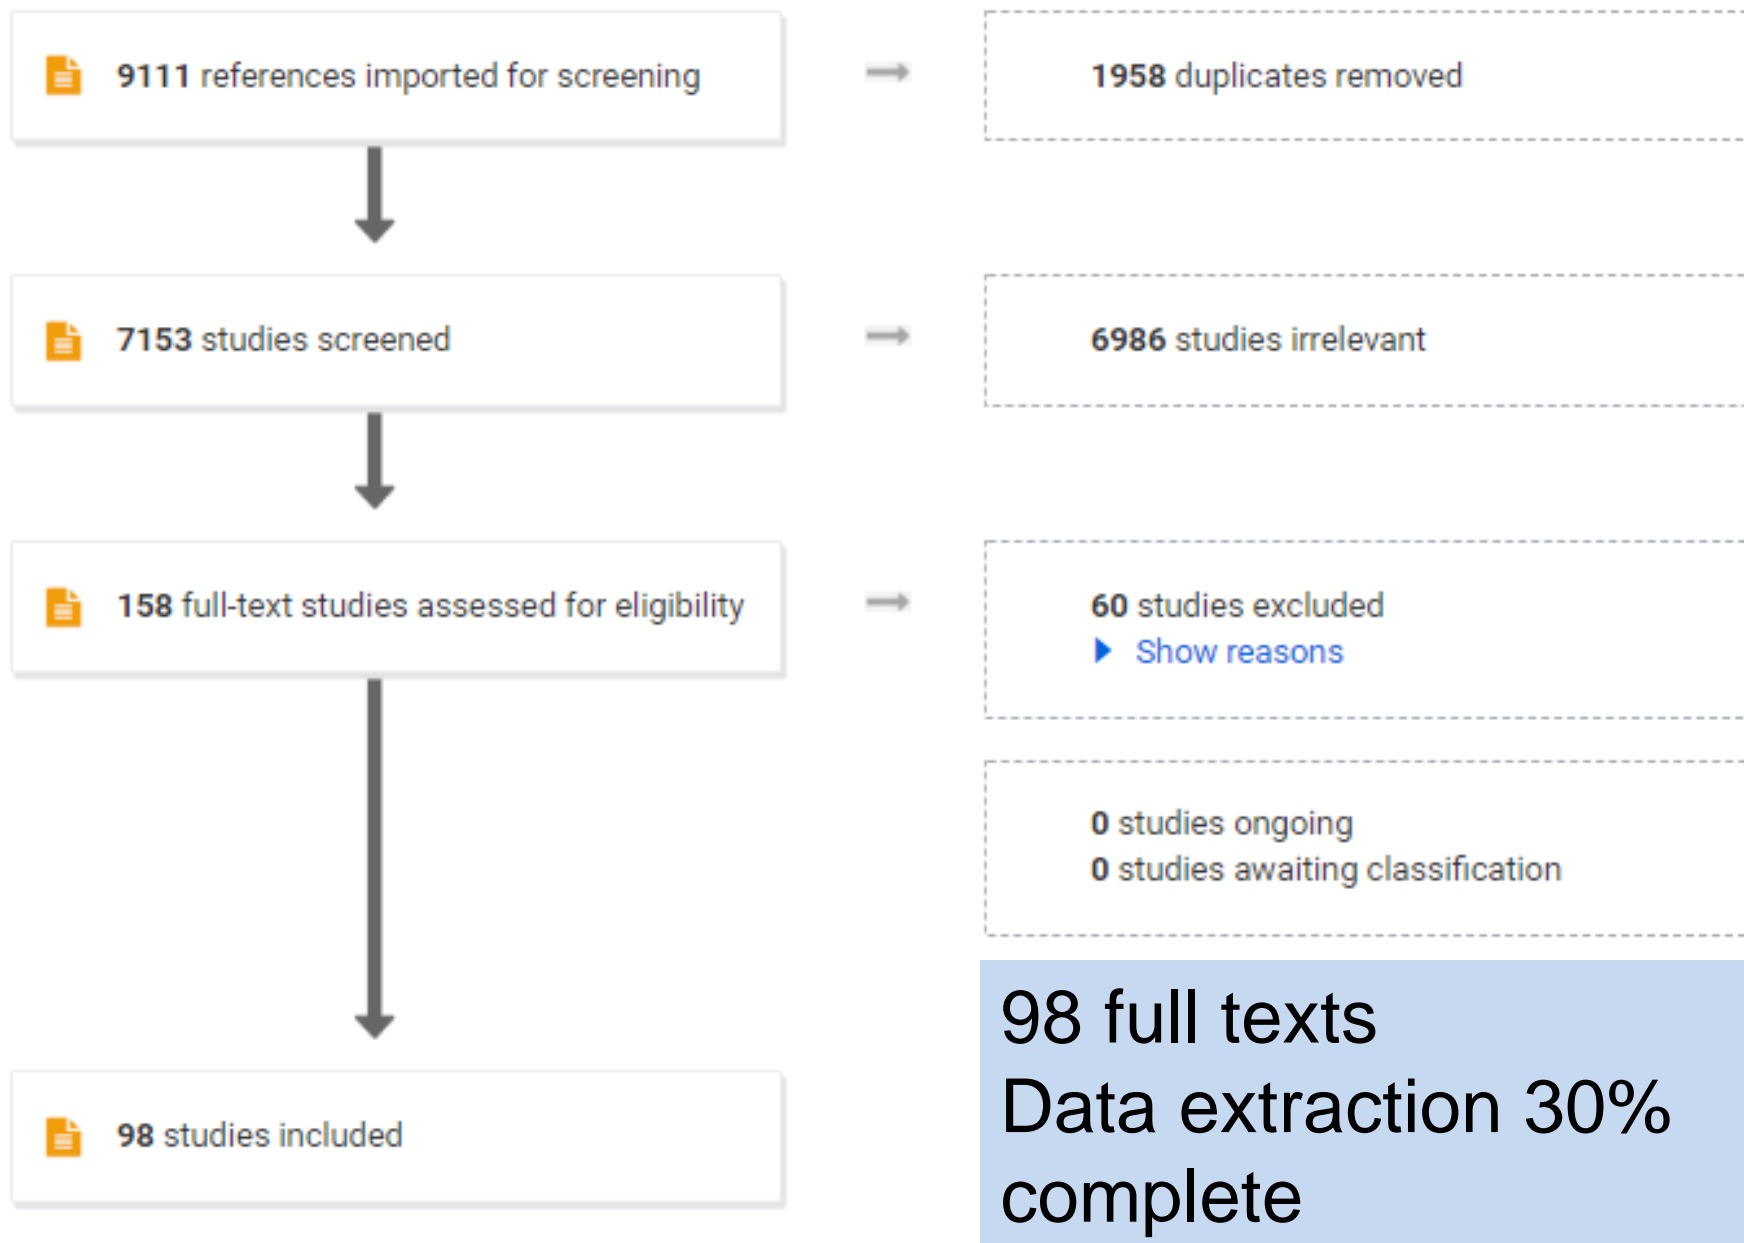 9111 references imported for screening
1958 duplicates removed
7153 studies screened
6986 studies irrelevant
158 full-text studies assessed for eligibility
60 studies excluded
Show reasons
0 studies ongoing
0 studies awaiting classification
98 studies included
98 full texts
Data extraction 30%
complete